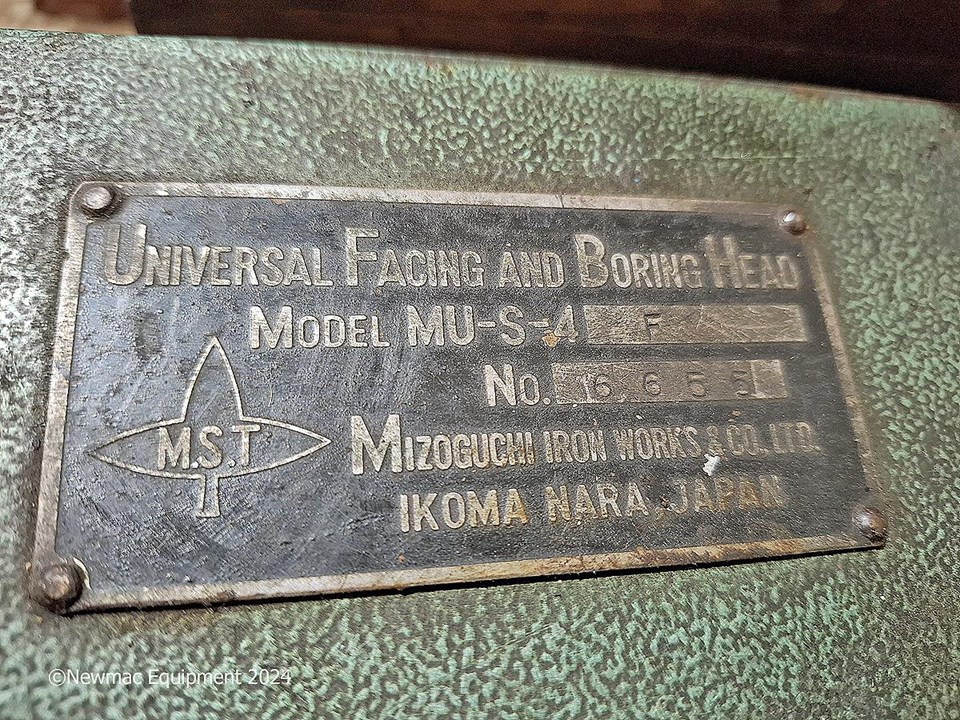 UNIVERSAL FACING AND BORING HEAD
MODEL MU-S-4 F
No. 6655
M.S.T
MIZOGUCHI IRON WORKS & CO. LTD.
IKOMA NARA, JAPAN
©Newmac Equipment 2024